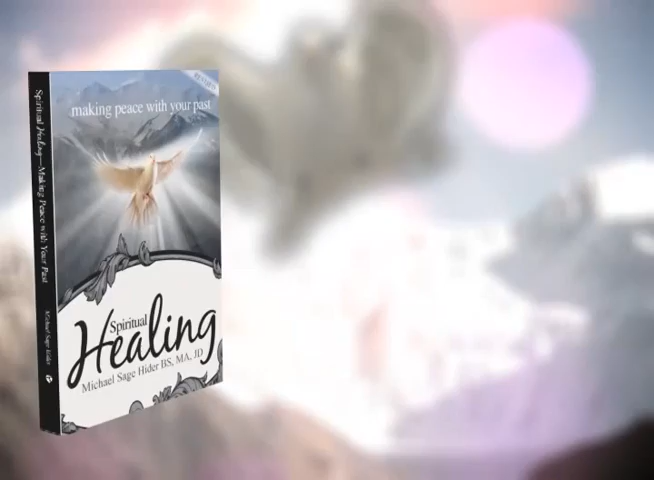 making peace with your past
Spiritual
Healing
Michael Sage Hider BS, MA, JD
Spiritual Healing—Making Peace with Your Past
Michael Sage Hider